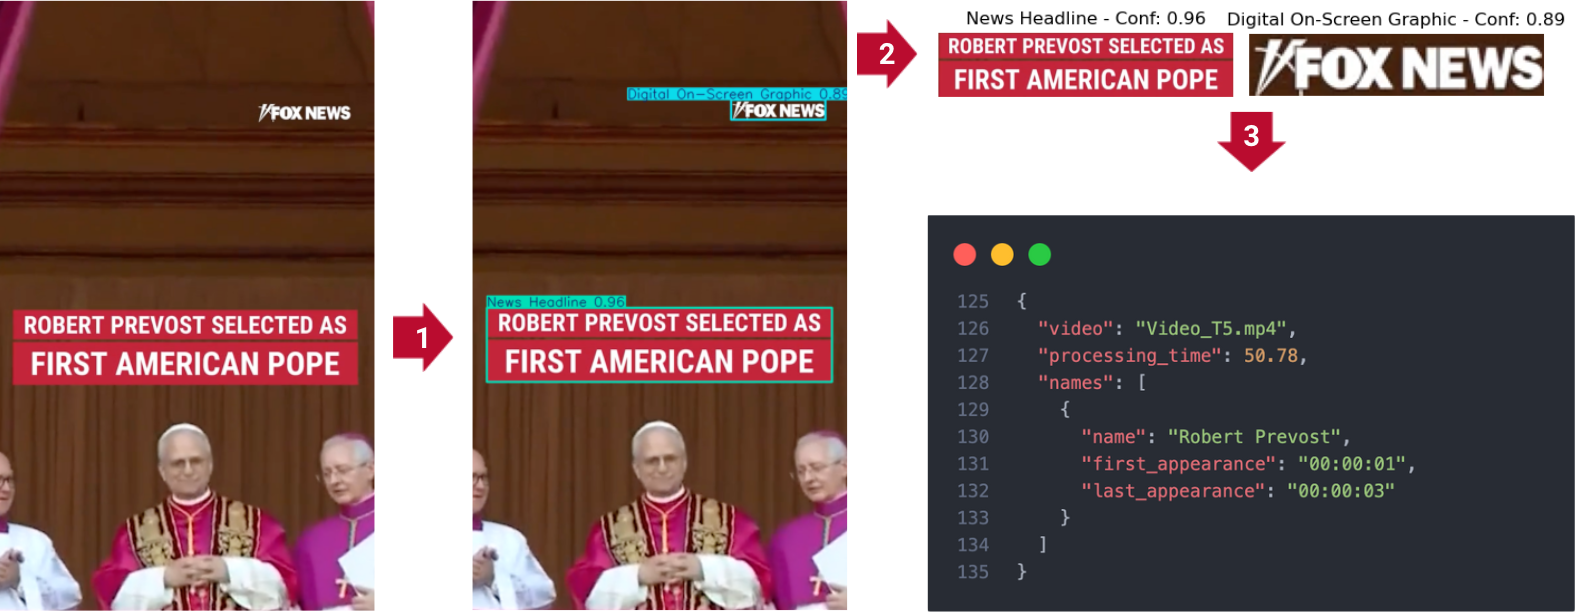 FOX NEWS
ROBERT PREVOST SELECTED AS
FIRST AMERICAN POPE
1
Digital On-Screen Graphic 0.89
FOX NEWS
News Headline 0.96
ROBERT PREVOST SELECTED AS
FIRST AMERICAN POPE
2
News Headline - Conf: 0.96
ROBERT PREVOST SELECTED AS
FIRST AMERICAN POPE
Digital On-Screen Graphic - Conf: 0.89
FOX NEWS
3
125 {
126 "video": "Video_T5.mp4",
127 "processing_time": 50.78,
128 "names": [
129 {
130 "name": "Robert Prevost",
131 "first_appearance": "00:00:01",
132 "last_appearance": "00:00:03"
133 }
134 ]
135 }